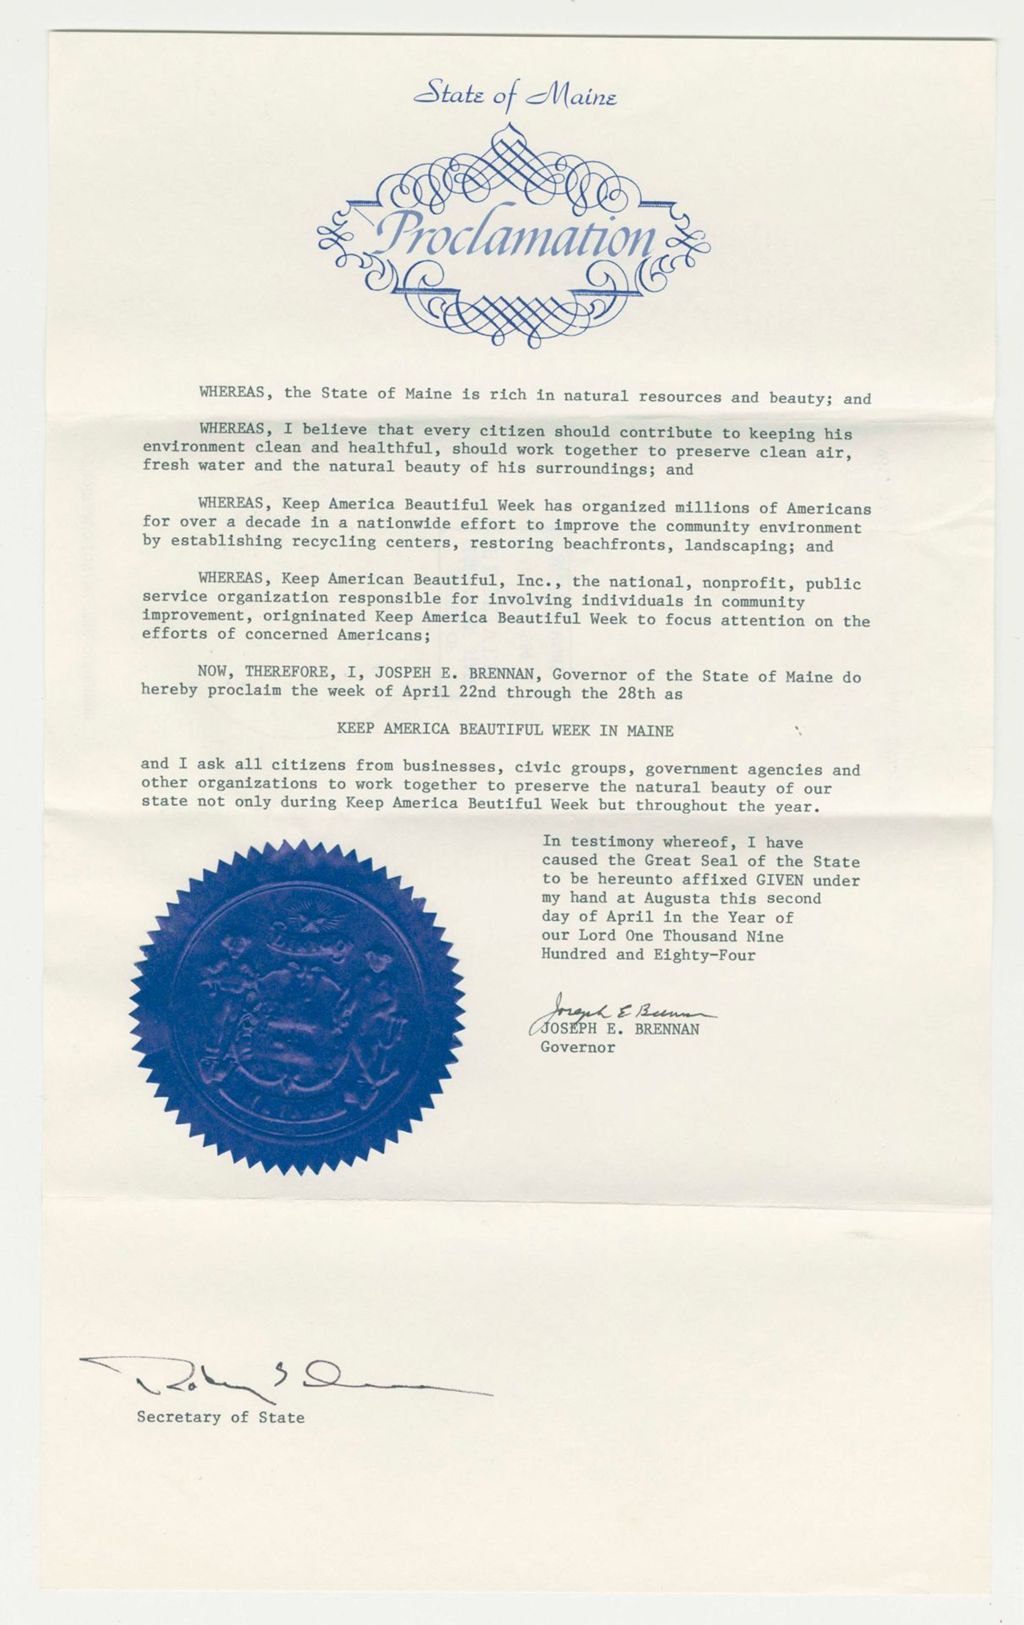 State of Maine
Proclamation
WHEREAS, the State of Maine is rich in natural resources and beauty; and
WHEREAS, I believe that every citizen should contribute to keeping his
environment clean and healthful, should work together to preserve clean air,
fresh water and the natural beauty of his surroundings; and
WHEREAS, Keep America Beautiful Week has organized millions of Americans
for over a decade in a nationwide effort to improve the community environment
by establishing recycling centers, restoring beachfronts, landscaping; and
WHEREAS, Keep American Beautiful, Inc., the national, nonprofit, public
service organization responsible for involving individuals in community
improvement, origninated Keep America Beautiful Week to focus attention on the
efforts of concerned Americans;
NOW, THEREFORE, I, JOSPEH E. BRENNAN, Governor of the State of Maine do
hereby proclaim the week of April 22nd through the 28th as
KEEP AMERICA BEAUTIFUL WEEK IN MAINE
and I ask all citizens from businesses, civic groups, government agencies and
other organizations to work together to preserve the natural beauty of our
state not only during Keep America Beutiful Week but throughout the year.
In testimony whereof, I have
caused the Great Seal of the State
to be hereunto affixed GIVEN under
my hand at Augusta this second
day of April in the Year of
our Lord One Thousand Nine
Hundred and Eighty-Four
Joseph E Brennan
JOSEPH E. BRENNAN
Governor
Secretary of State